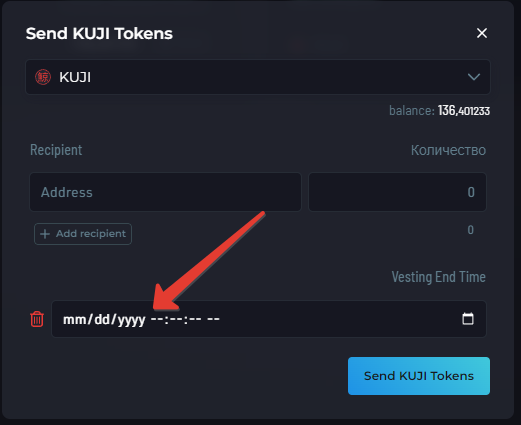 Send KUJI Tokens
KUJI
balance: 136,401233
Recipient Количество
Address 0
Add recipient 0
Vesting End Time
mm/dd/yyyy --:--:-- --
Send KUJI Tokens